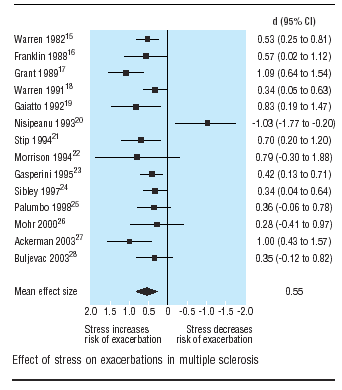 d (95% CI)
Warren 1982¹⁵ 0.53 (0.25 to 0.81)
Franklin 1988¹⁶ 0.57 (0.02 to 1.12)
Grant 1989¹⁷ 1.09 (0.64 to 1.54)
Warren 1991¹⁸ 0.34 (0.05 to 0.63)
Gaiatto 1992¹⁹ 0.83 (0.19 to 1.47)
Nisipeanu 1993²⁰ -1.03 (-1.77 to -0.20)
Stip 1994²¹ 0.70 (0.20 to 1.20)
Morrison 1994²² 0.79 (-0.30 to 1.88)
Gasperini 1995²³ 0.42 (0.13 to 0.71)
Sibley 1997²⁴ 0.34 (0.04 to 0.64)
Palumbo 1998²⁵ 0.36 (-0.06 to 0.78)
Mohr 2000²⁶ 0.28 (-0.41 to 0.97)
Ackerman 2003²⁷ 1.00 (0.43 to 1.57)
Buljevac 2003²⁸ 0.35 (-0.12 to 0.82)
Mean effect size 0.55
2.0 1.5 1.0 0.5 0 -0.5 -1.0 -1.5 -2.0
Stress increases Stress decreases
risk of exacerbation risk of exacerbation
Effect of stress on exacerbations in multiple sclerosis